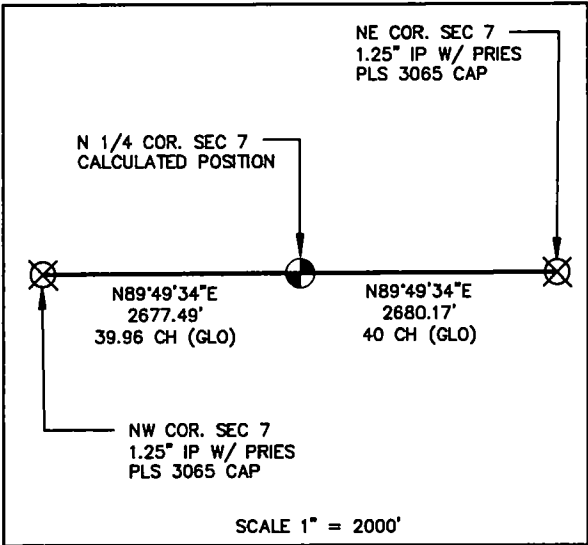 NE COR. SEC 7
1.25" IP W/ PRIES
PLS 3065 CAP
N 1/4 COR. SEC 7
CALCULATED POSITION
N89°49'34"E
2677.49'
39.96 CH (GLO)
N89°49'34"E
2680.17'
40 CH (GLO)
NW COR. SEC 7
1.25" IP W/ PRIES
PLS 3065 CAP
SCALE 1" = 2000'